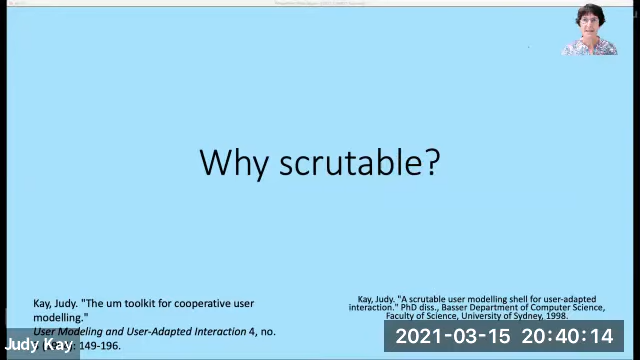 Why scrutable?
Kay, Judy. "The um toolkit for cooperative user
modelling."
User Modeling and User-Adapted Interaction 4, no.
149-196.
Kay, Judy. "A scrutable user modelling shell for user-adapted
interaction." PhD diss., Basser Department of Computer Science,
Faculty of Science, University of Sydney, 1998.
Judy Kay
2021-03-15 20:40:14